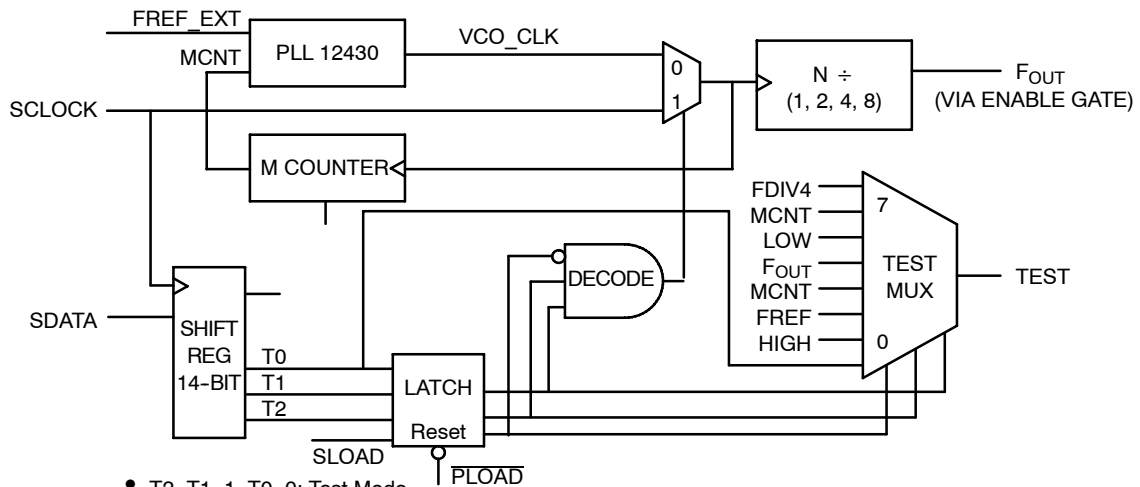 FREF_EXT
MCNT
SCLOCK
PLL 12430
VCO_CLK
0
1
N ÷
(1, 2, 4, 8)
FOUT
(VIA ENABLE GATE)
M COUNTER
SDATA
SHIFT
REG
14-BIT
T0
T1
T2
LATCH
Reset
SLOAD
PLOAD
DECODE
FDIV4
MCNT
LOW
FOUT
MCNT
FREF
HIGH
7
TEST
MUX
0
TEST